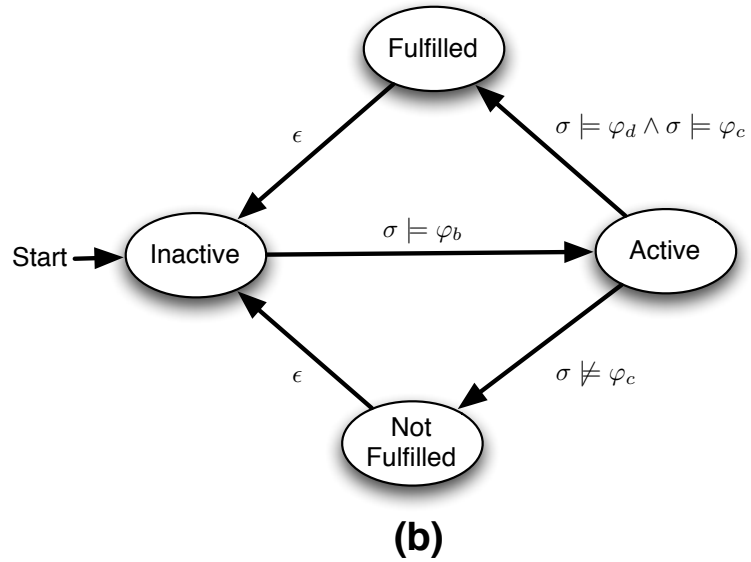 Fulfilled
ϵ
σ ⊨ φ_d ∧ σ ⊨ φ_c
Start
Inactive
σ ⊨ φ_b
Active
ϵ
σ ⊭ φ_c
Not
Fulfilled
(b)